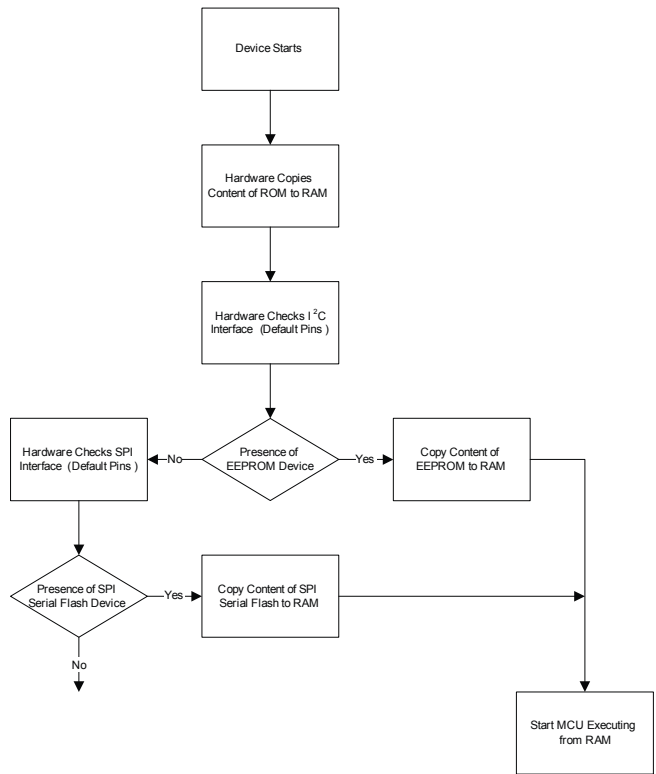 Device Starts
Hardware Copies
Content of ROM to RAM
Hardware Checks I²C
Interface (Default Pins )
Hardware Checks SPI
Interface (Default Pins )
No
Presence of
EEPROM Device
Yes
Copy Content of
EEPROM to RAM
Presence of SPI
Serial Flash Device
Yes
Copy Content of SPI
Serial Flash to RAM
No
Start MCU Executing
from RAM